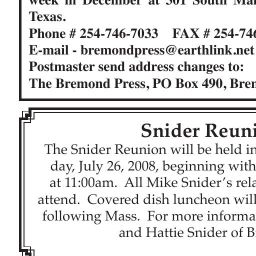 week in December at 301 South Mai
Texas.
Phone # 254-746-7033 FAX # 254-746
E-mail - bremondpress@earthlink.net
Postmaster send address changes to:
The Bremond Press, PO Box 490, Brem
Snider Reuni
The Snider Reunion will be held in
day, July 26, 2008, beginning with
at 11:00am. All Mike Snider's rela
attend. Covered dish luncheon will
following Mass. For more informa
and Hattie Snider of B